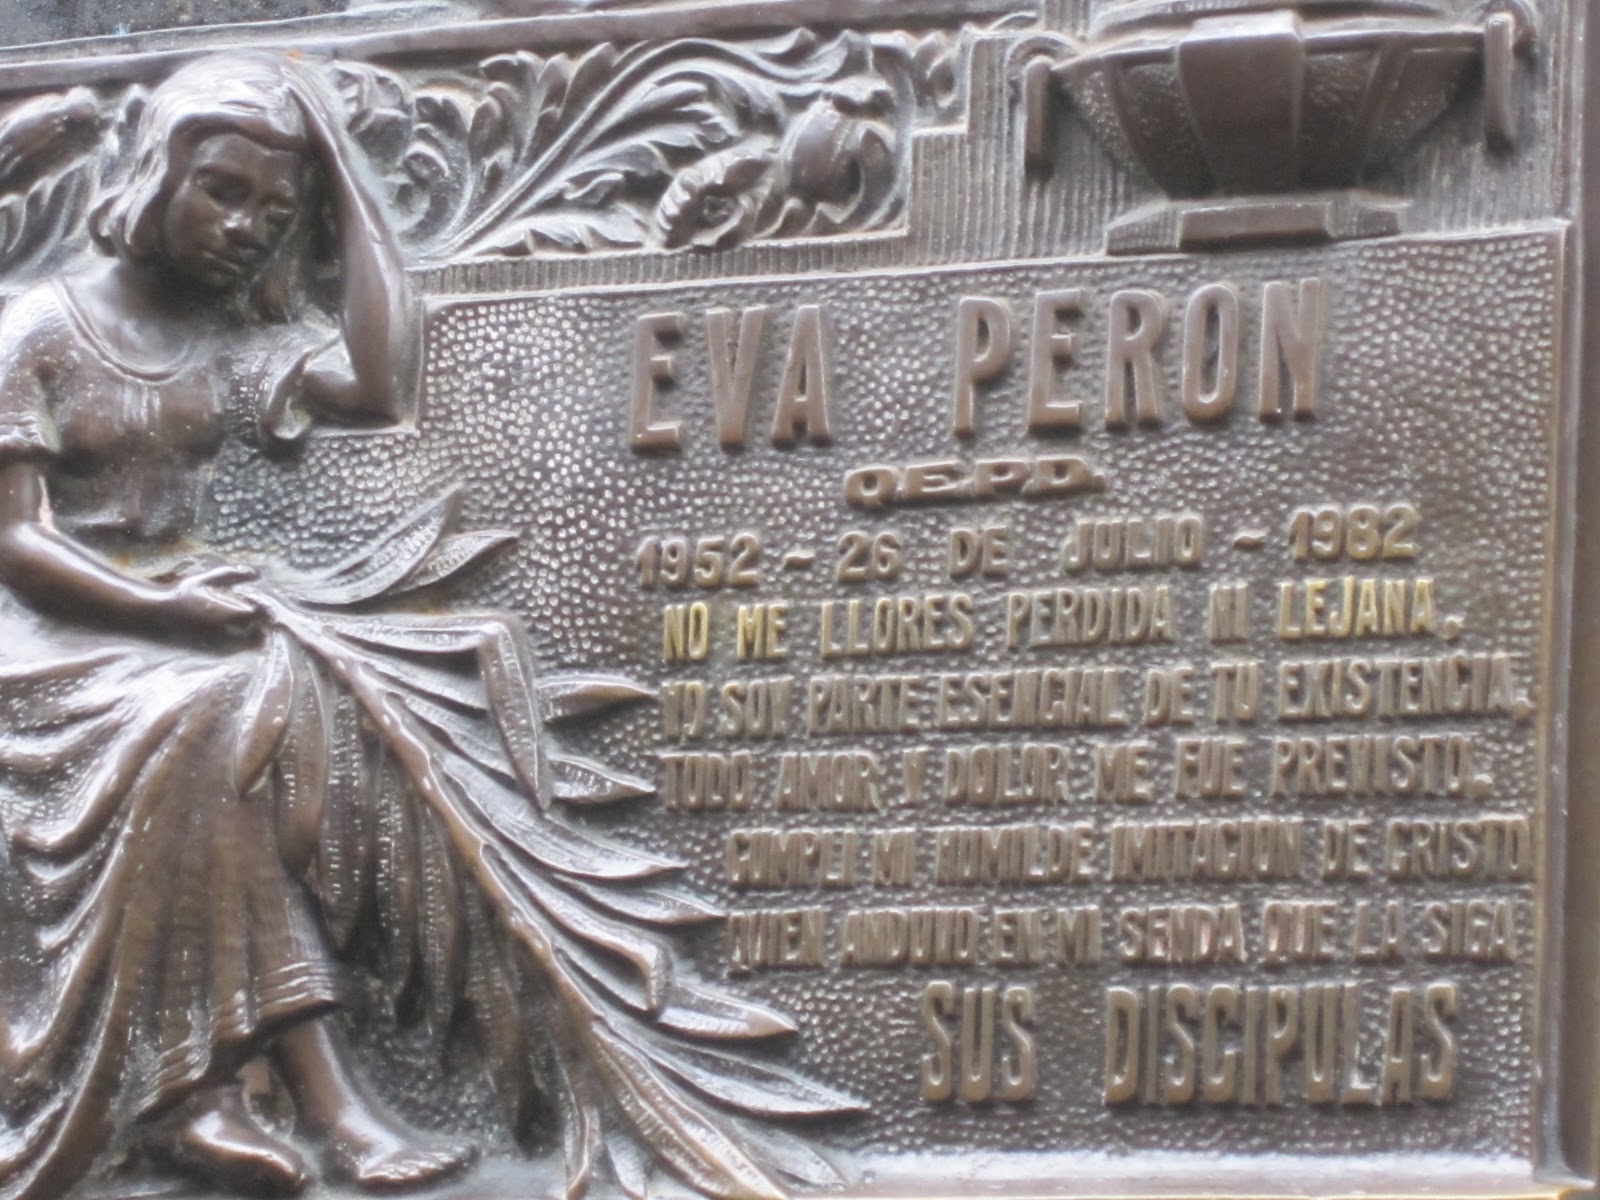 EVA PERON
Q.E.P.D.
1952 ~ 26 DE JULIO ~ 1982
NO ME LLORES PERDIDA NI LEJANA.
YO SOY PARTE ESENCIAL DE TU EXISTENCIA,
TODO AMOR Y DOLOR ME FUE PREVISTO.
CUMPLI MI HUMILDE IMITACION DE CRISTO
QUIEN ANDUVO EN MI SENDA QUE LA SIGA
SUS DISCIPULAS